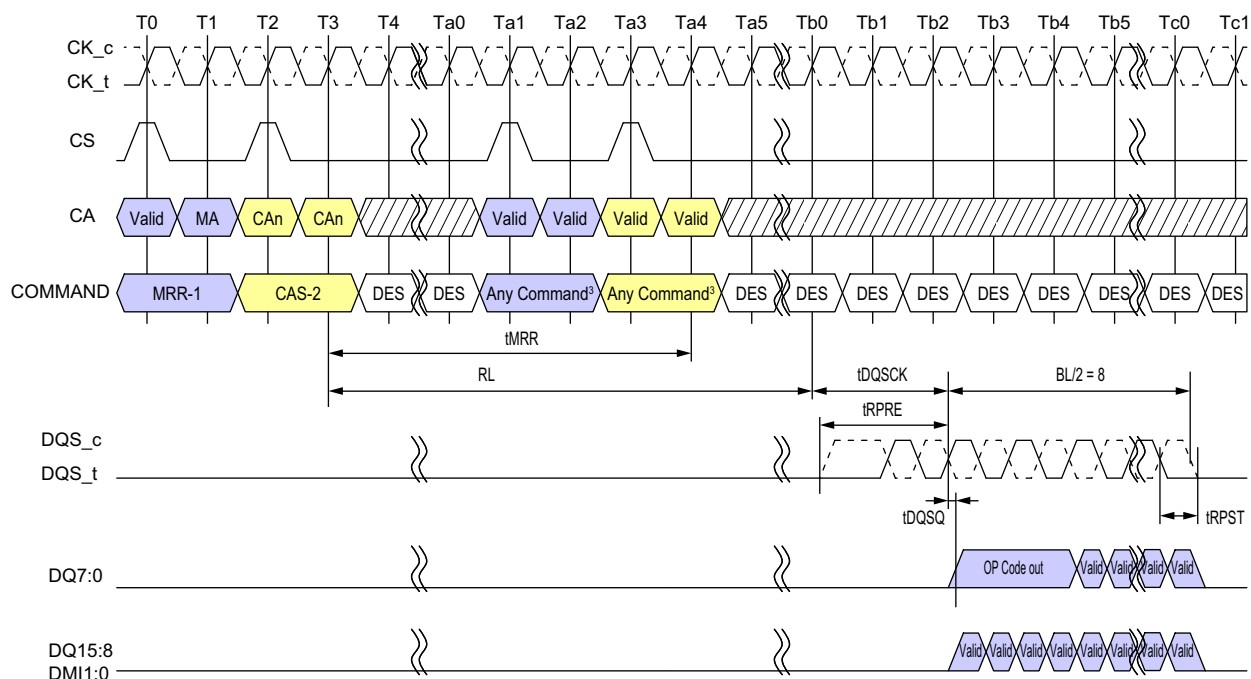 T0 T1 T2 T3 T4 Ta0 Ta1 Ta2 Ta3 Ta4 Ta5 Tb0 Tb1 Tb2 Tb3 Tb4 Tb5 Tc0 Tc1
CK_c
CK_t
CS
CA Valid MA CAn CAn Valid Valid Valid Valid
COMMAND MRR-1 CAS-2 DES DES Any Command³ Any Command³ DES DES DES DES DES DES DES DES DES
tMRR
RL tDQSCK BL/2 = 8
tRPRE
DQS_c
DQS_t
tDQSQ tRPST
DQ7:0 OP Code out Valid Valid Valid Valid
DQ15:8 Valid Valid Valid Valid Valid Valid Valid Valid
DMI1:0